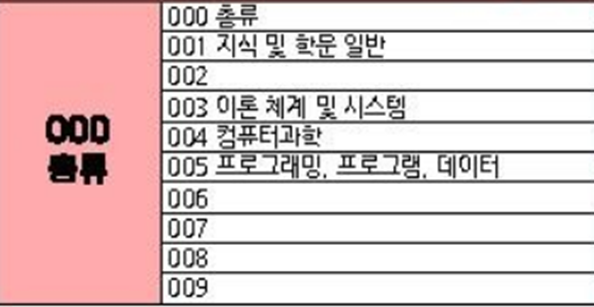 000
총류
000 총류
001 지식 및 학문 일반
002
003 이론 체계 및 시스템
004 컴퓨터과학
005 프로그래밍, 프로그램, 데이터
006
007
008
009